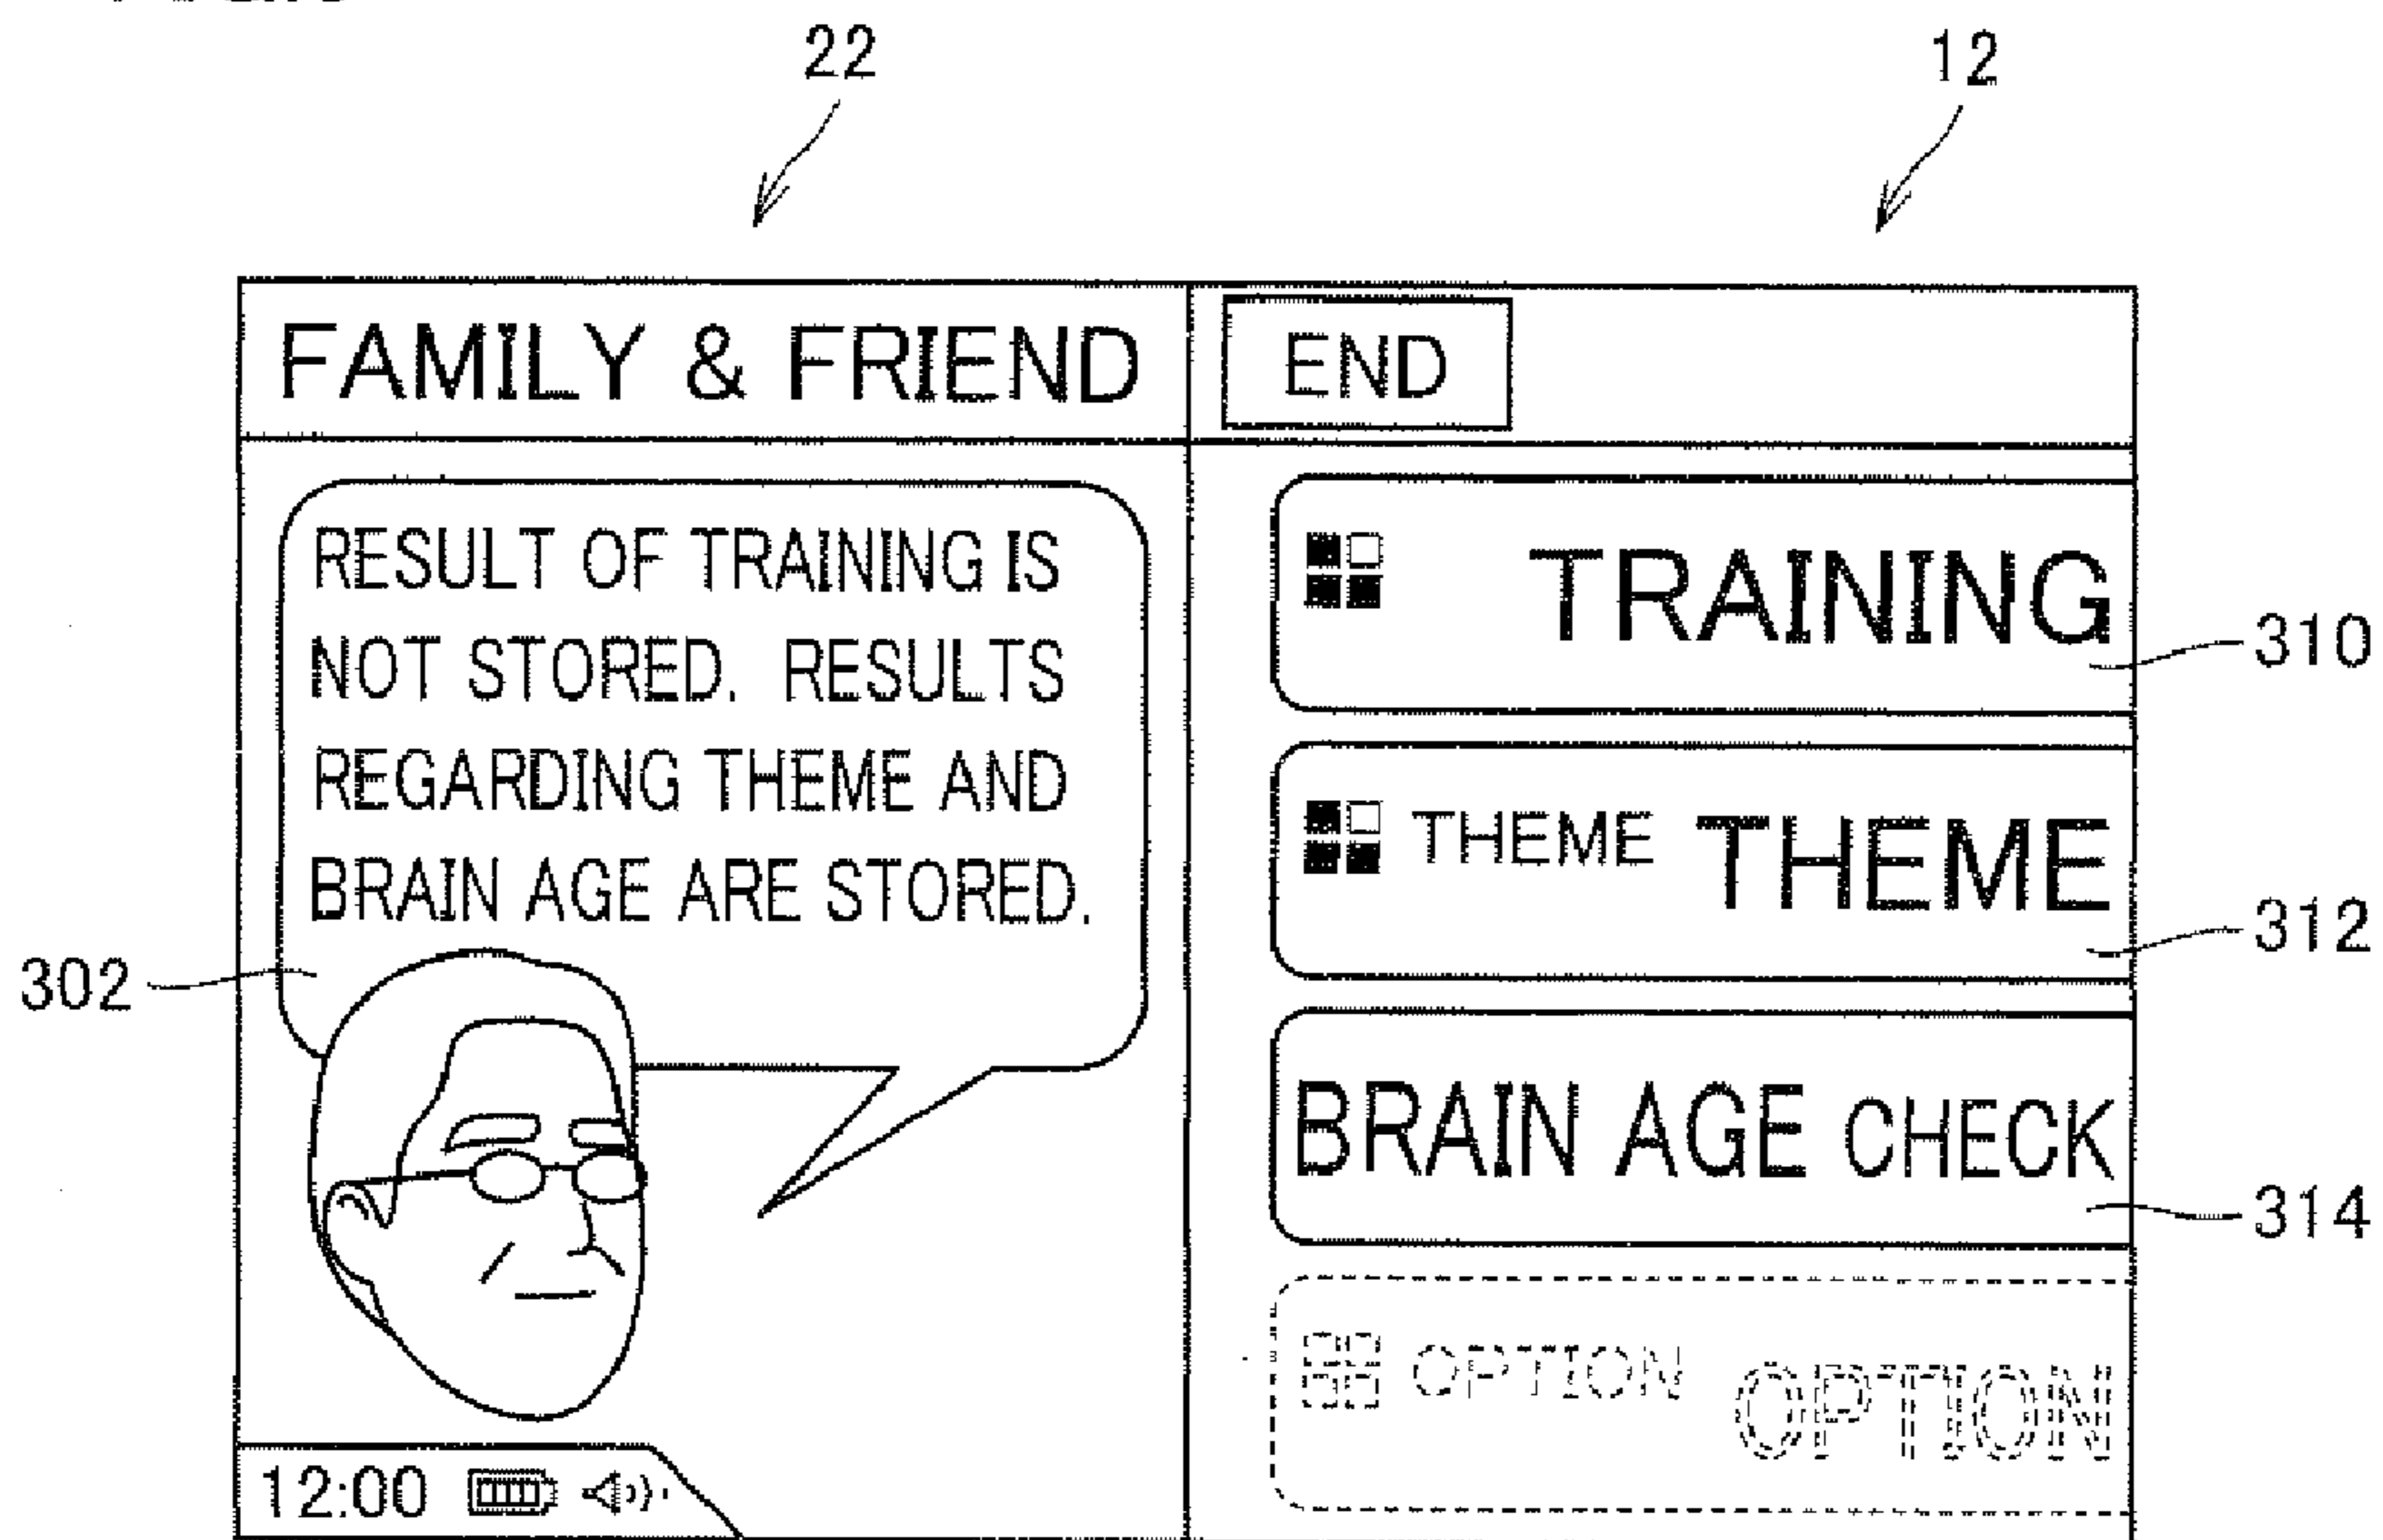 22
12
FAMILY & FRIEND
END
RESULT OF TRAINING IS
NOT STORED. RESULTS
REGARDING THEME AND
BRAIN AGE ARE STORED.
302
TRAINING
310
THEME THEME
312
BRAIN AGE CHECK
314
OPTION OPTION
12:00